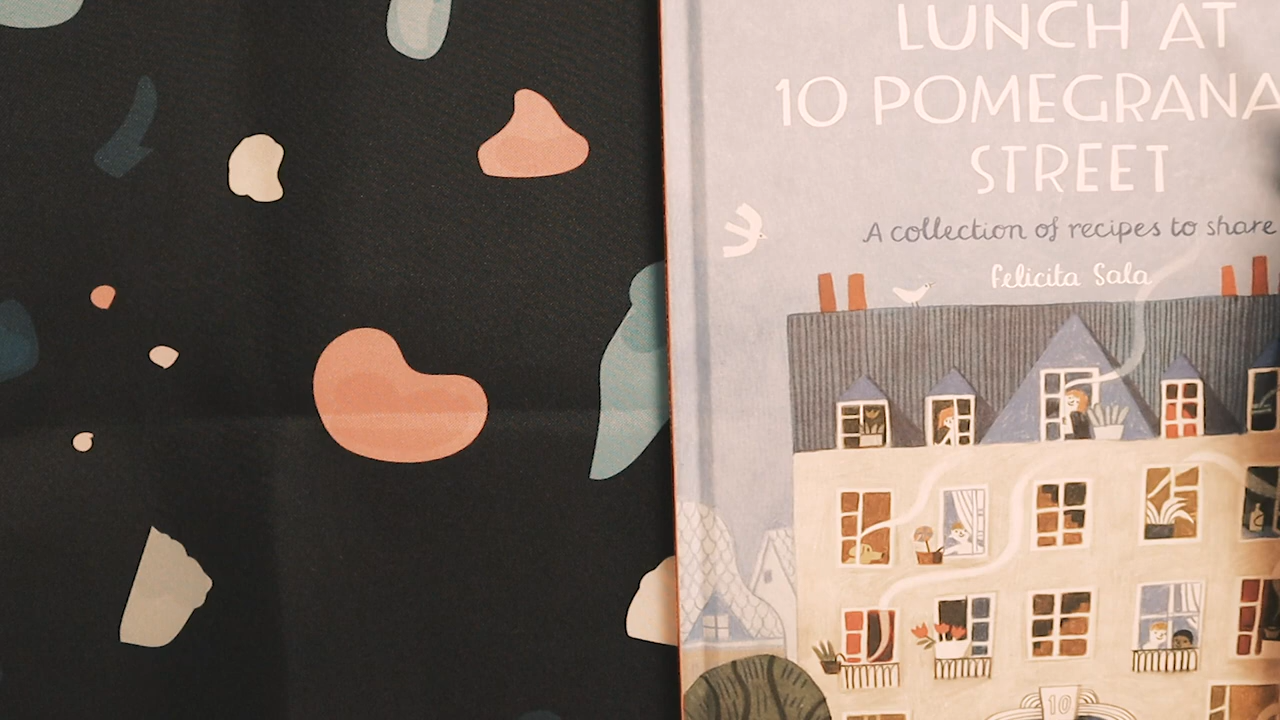 LUNCH AT
10 POMEGRANA
STREET
A collection of recipes to share
Felicita Sala
10